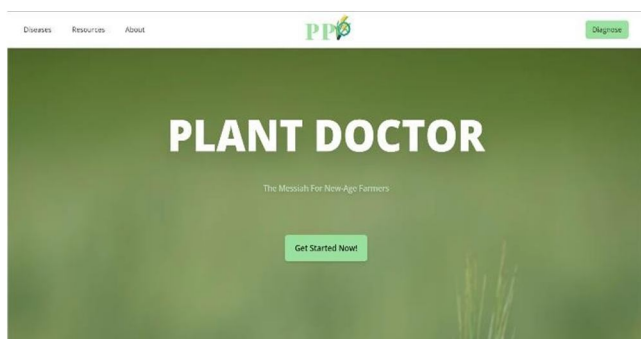 Diseases Resources About PP Diagnose
PLANT DOCTOR
The Messiah For New-Age Farmers
Get Started Now!